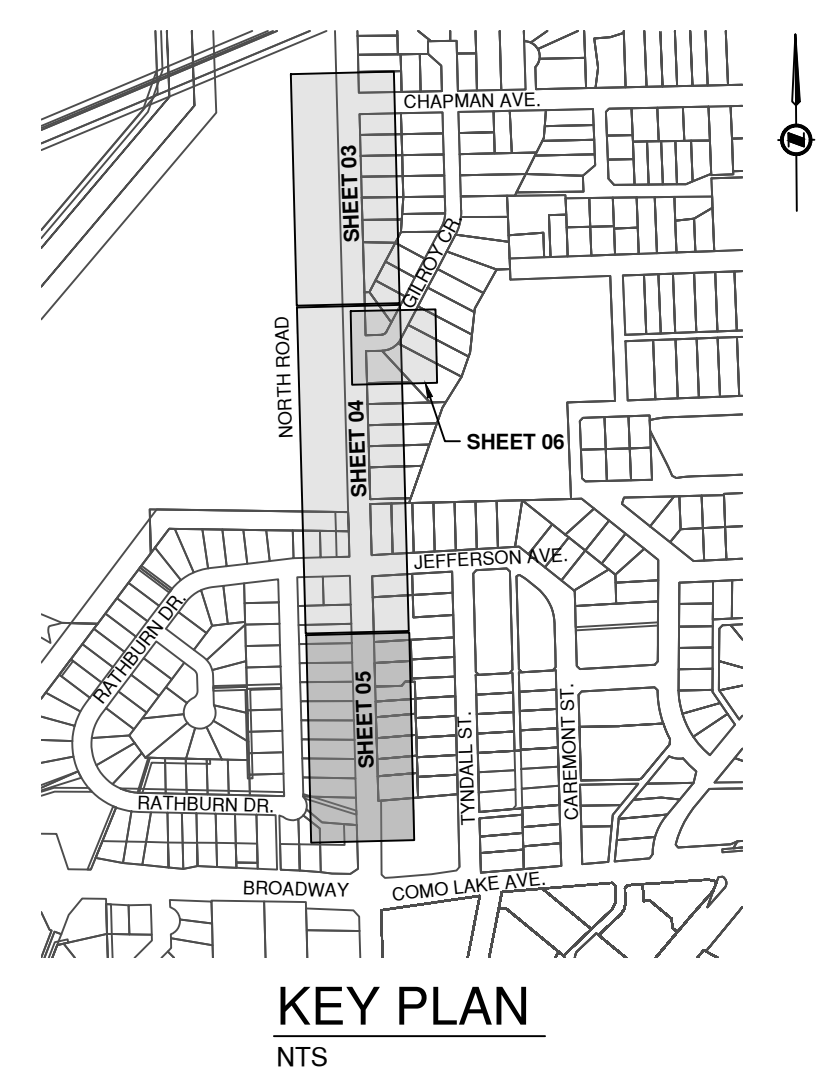 CHAPMAN AVE.
SHEET 03
GILROY CR.
NORTH ROAD
SHEET 04
SHEET 06
JEFFERSON AVE.
RATHBURN DR.
SHEET 05
TYNDALL ST.
CAREMONT ST.
RATHBURN DR.
BROADWAY
COMO LAKE AVE.
KEY PLAN
NTS